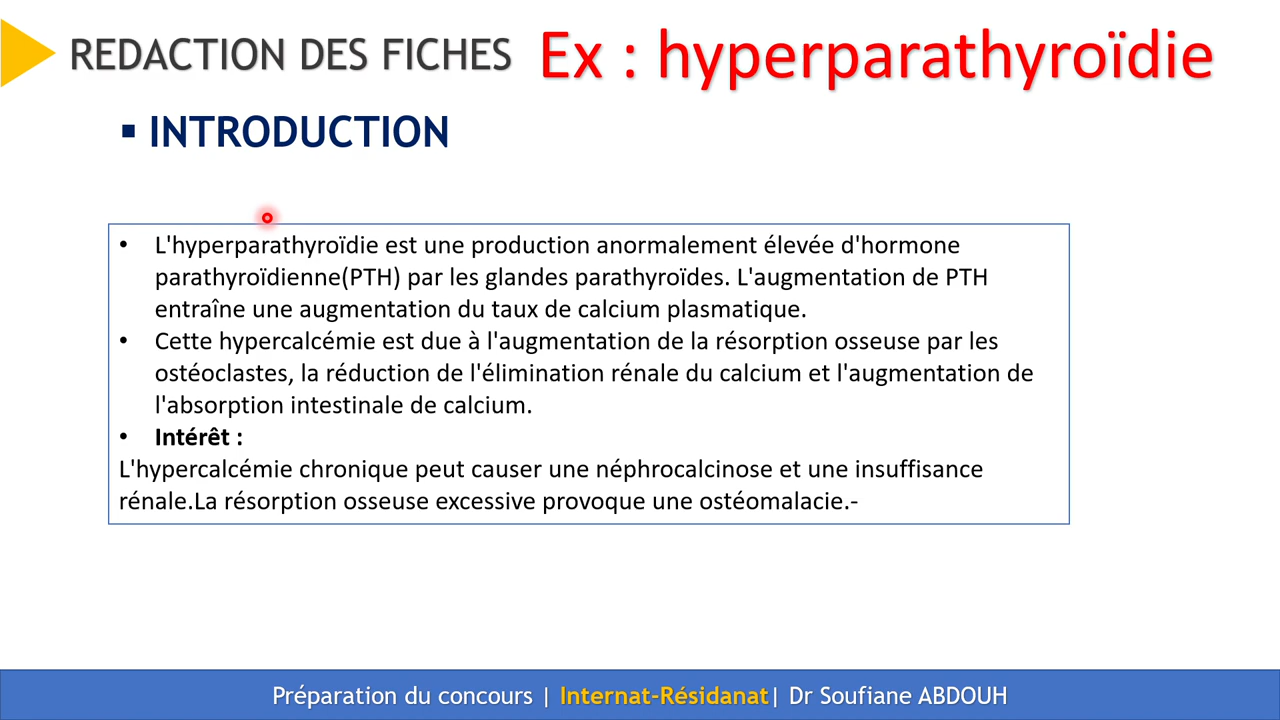 REDACTION DES FICHES Ex : hyperparathyroïdie
▪ INTRODUCTION
• L'hyperparathyroïdie est une production anormalement élevée d'hormone
parathyroïdienne(PTH) par les glandes parathyroïdes. L'augmentation de PTH
entraîne une augmentation du taux de calcium plasmatique.
• Cette hypercalcémie est due à l'augmentation de la résorption osseuse par les
ostéoclastes, la réduction de l'élimination rénale du calcium et l'augmentation de
l'absorption intestinale de calcium.
• Intérêt :
L'hypercalcémie chronique peut causer une néphrocalcinose et une insuffisance
rénale.La résorption osseuse excessive provoque une ostéomalacie.-
Préparation du concours | Internat-Résidanat| Dr Soufiane ABDOUH